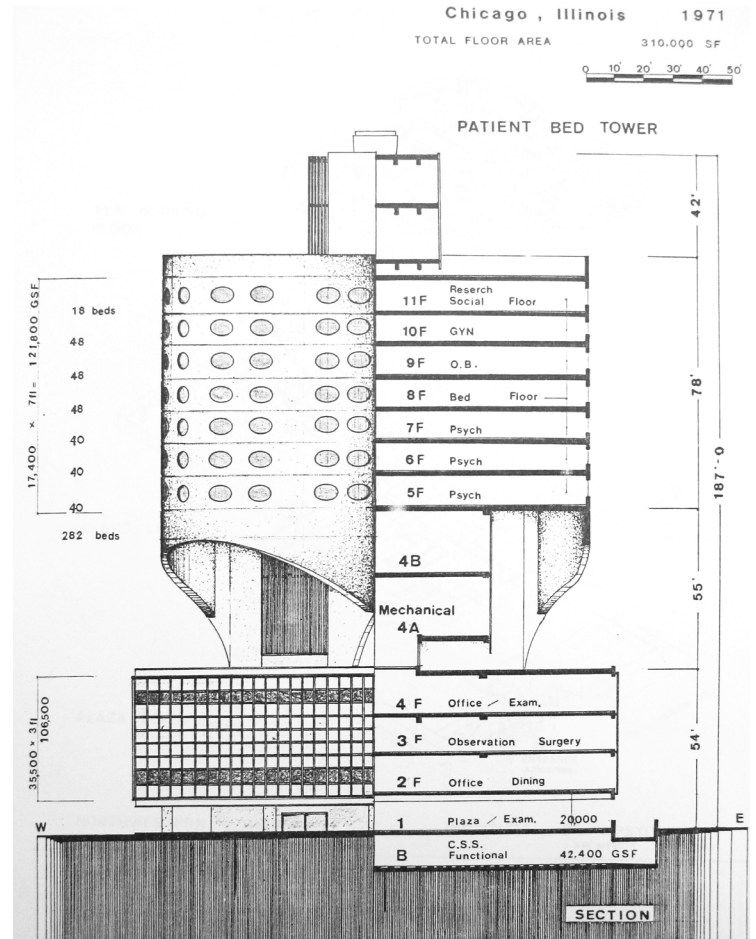 Chicago , Illinois 1971
TOTAL FLOOR AREA 310.000 SF
0 10' 20' 30' 40' 50'
PATIENT BED TOWER
42'
17,400 × 7fl= 121,800 GSF
18 beds
48
48
48
40
40
40
282 beds
11F Reserch
Social Floor
10F GYN
9F O.B.
8F Bed Floor
7F Psych
6F Psych
5F Psych
78'
187'-0
4B
Mechanical
4A
55'
35,500 × 3fl
106,500
4 F Office / Exam.
3 F Observation Surgery
2 F Office Dining
54'
1 Plaza / Exam. 20,000
W
E
B C.S.S.
Functional 42,400 GSF
SECTION